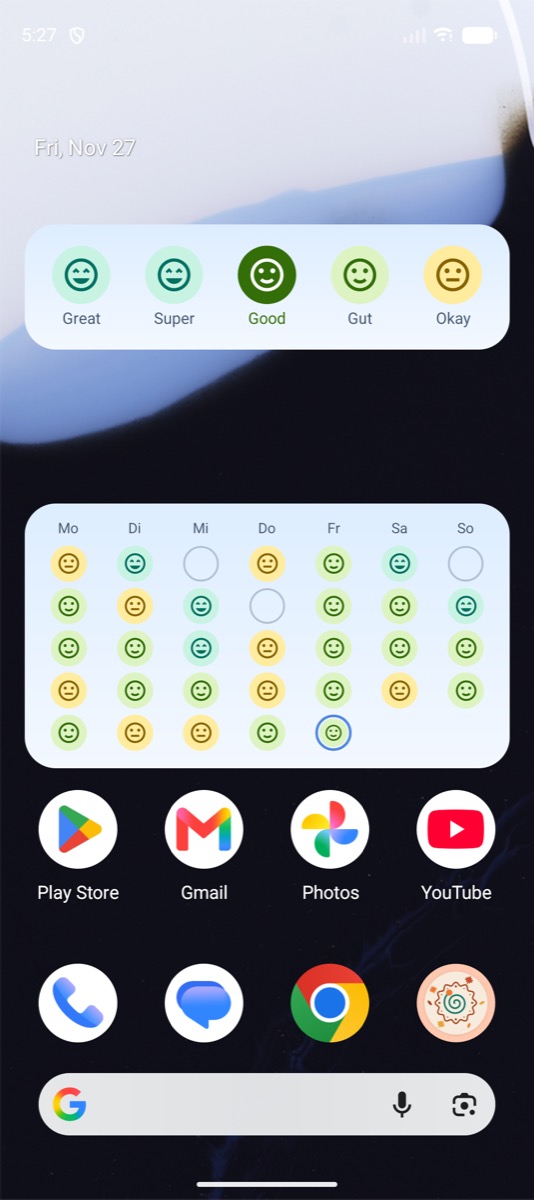 5:27
Fri, Nov 27
Great Super Good Gut Okay
Mo Di Mi Do Fr Sa So
Play Store Gmail Photos YouTube